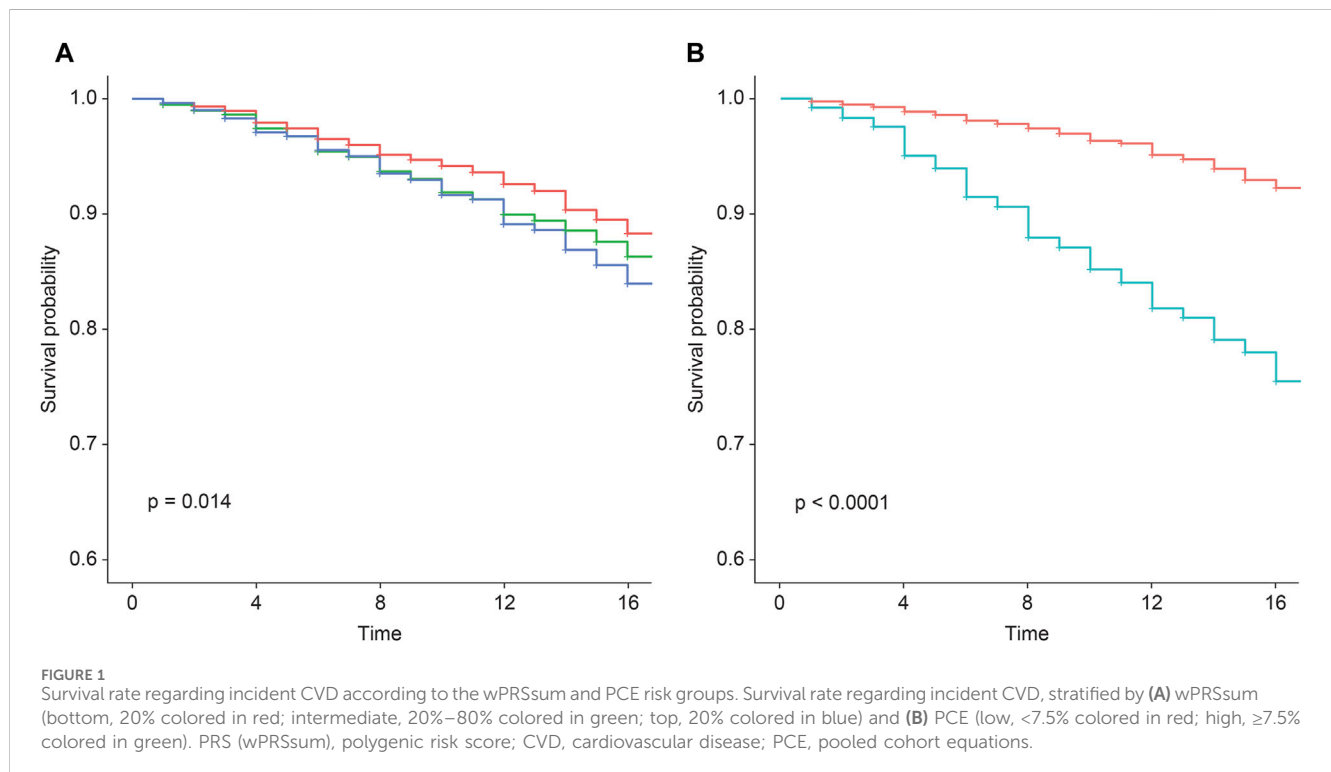 A
1.0
0.9
0.8
0.7
0.6
Survival probability
p = 0.014
0 4 8 12 16
Time
B
1.0
0.9
0.8
0.7
0.6
Survival probability
p < 0.0001
0 4 8 12 16
Time
FIGURE 1
Survival rate regarding incident CVD according to the wPRSsum and PCE risk groups. Survival rate regarding incident CVD, stratified by (A) wPRSsum
(bottom, 20% colored in red; intermediate, 20%–80% colored in green; top, 20% colored in blue) and (B) PCE (low, <7.5% colored in red; high, ≥7.5%
colored in green). PRS (wPRSsum), polygenic risk score; CVD, cardiovascular disease; PCE, pooled cohort equations.